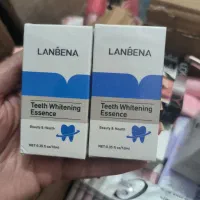 LANBENA
Teeth Whitening
Essence
Beauty & Health
LANBENA
Teeth Whitening
Essence
Beauty & Health